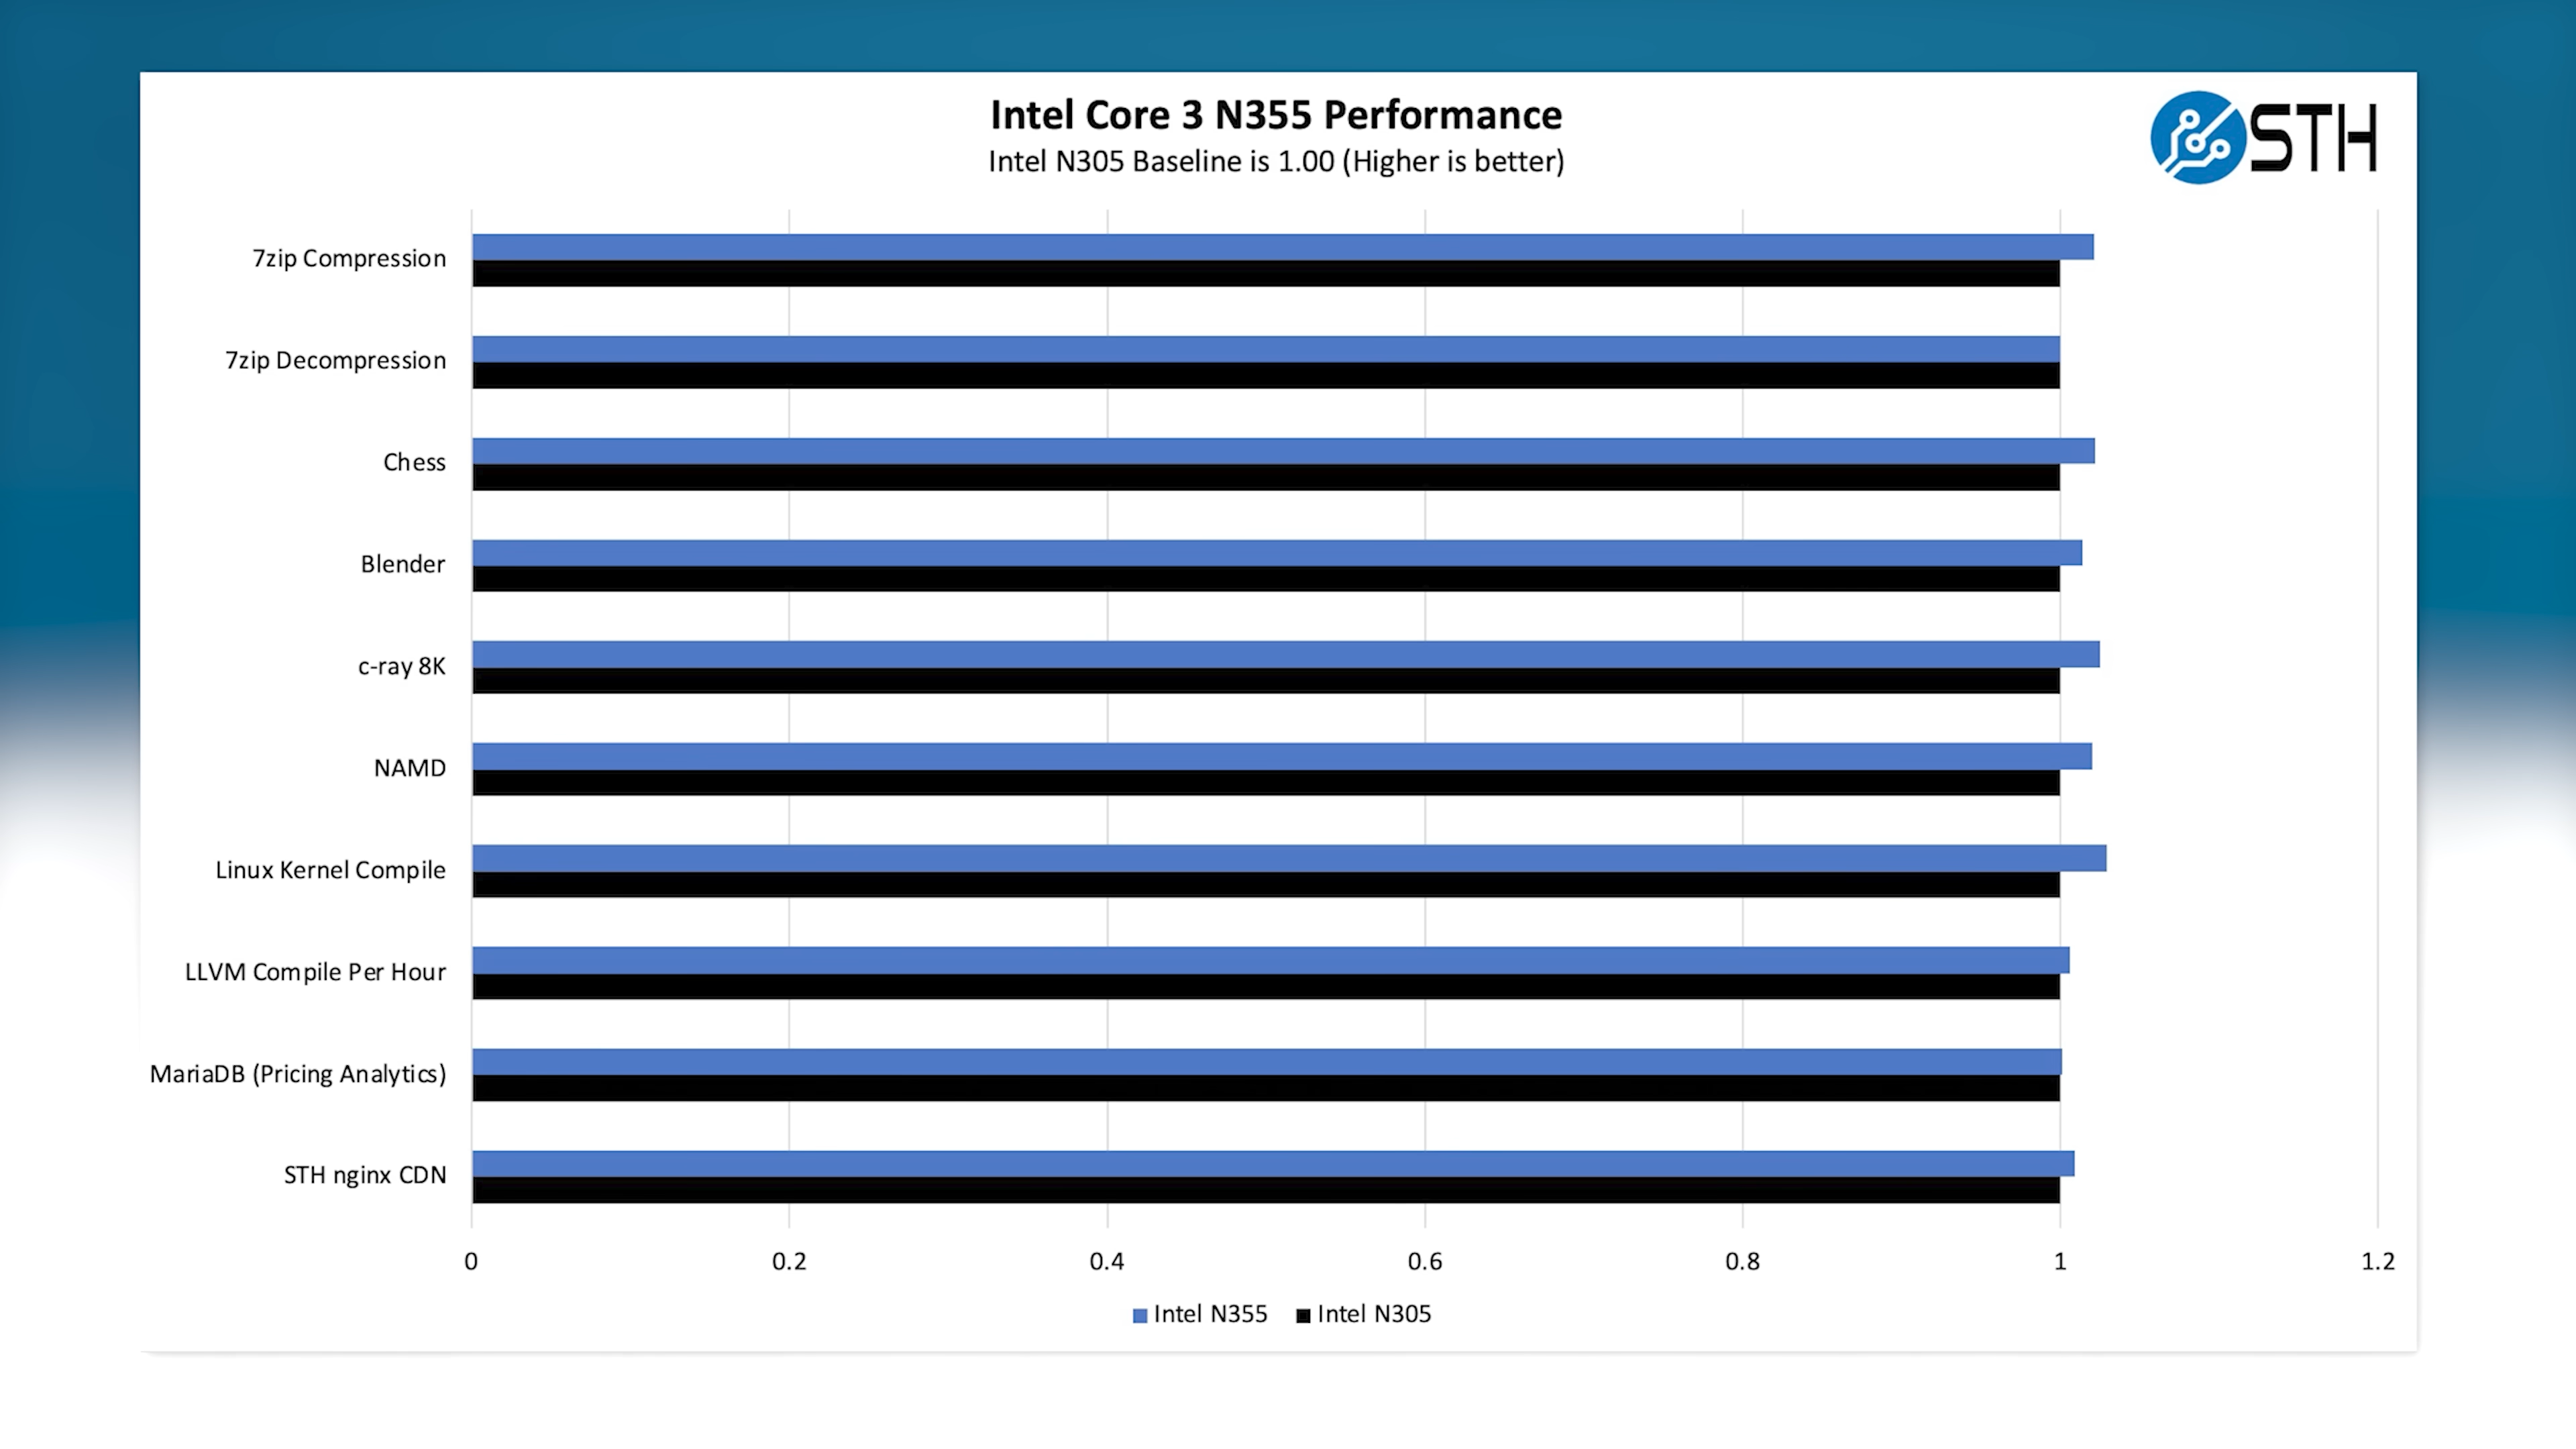 Intel Core 3 N355 Performance
Intel N305 Baseline is 1.00 (Higher is better)
STH
7zip Compression
7zip Decompression
Chess
Blender
c-ray 8K
NAMD
Linux Kernel Compile
LLVM Compile Per Hour
MariaDB (Pricing Analytics)
STH nginx CDN
0 0.2 0.4 0.6 0.8 1 1.2
Intel N355 Intel N305